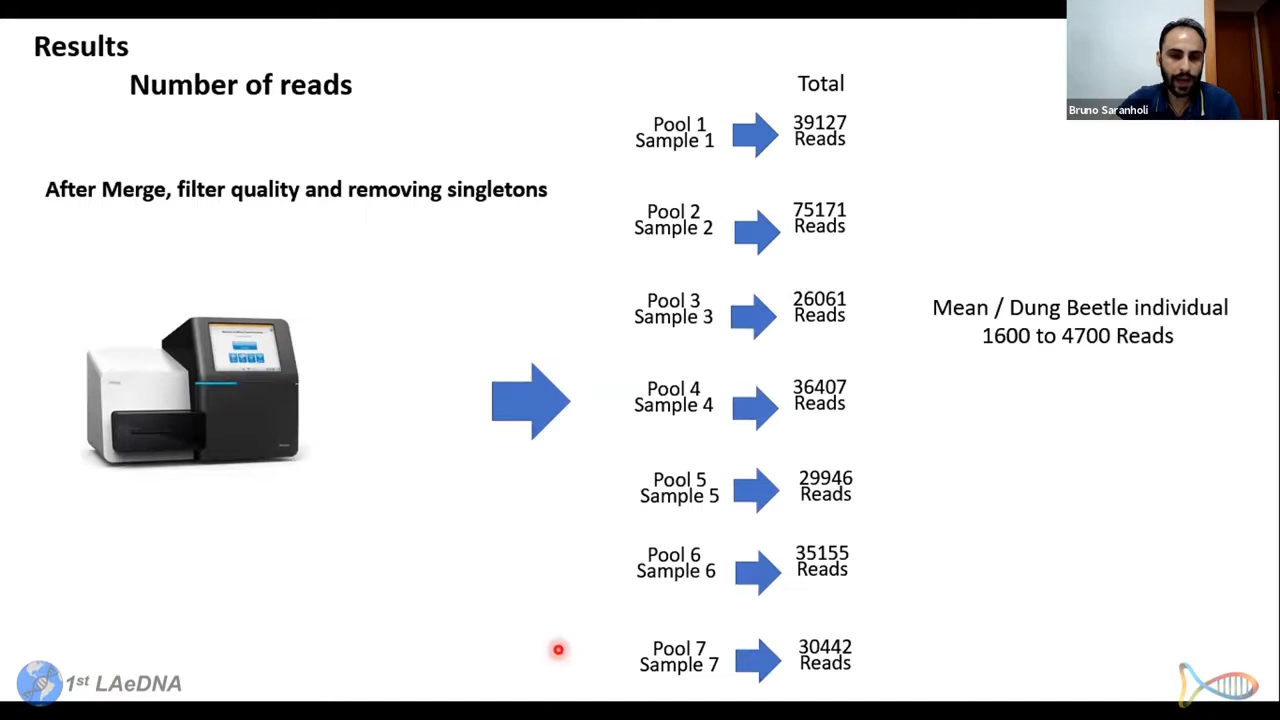 Results
Number of reads
Total
Bruno Saranholi
Pool 1
Sample 1
39127
Reads
After Merge, filter quality and removing singletons
Pool 2
Sample 2
75171
Reads
Pool 3
Sample 3
26061
Reads
Mean / Dung Beetle individual
1600 to 4700 Reads
Pool 4
Sample 4
36407
Reads
Pool 5
Sample 5
29946
Reads
Pool 6
Sample 6
35155
Reads
Pool 7
Sample 7
30442
Reads
1st LAeDNA